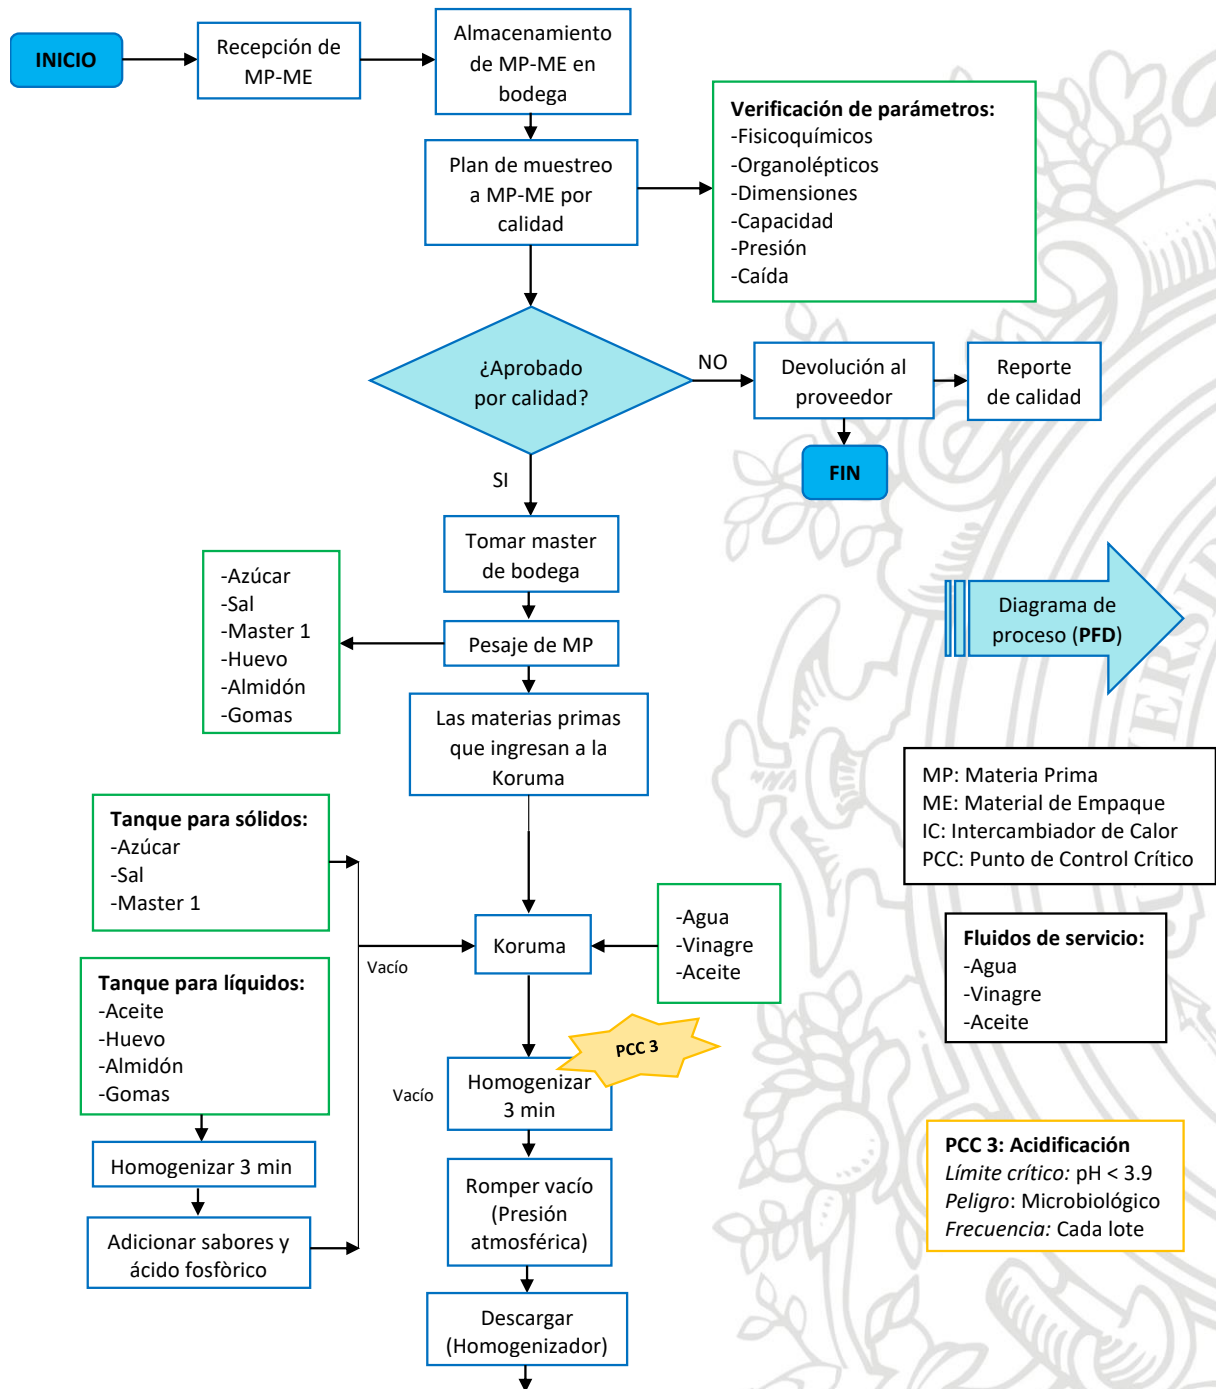 INICIO
Recepción de
MP-ME
Almacenamiento
de MP-ME en
bodega
Plan de muestreo
a MP-ME por
calidad
Verificación de parámetros:
-Fisicoquímicos
-Organolépticos
-Dimensiones
-Capacidad
-Presión
-Caída
¿Aprobado
por calidad?
NO
Devolución al
proveedor
Reporte
de calidad
FIN
SI
Tomar master
de bodega
Pesaje de MP
-Azúcar
-Sal
-Master 1
-Huevo
-Almidón
-Gomas
Las materias primas
que ingresan a la
Koruma
Diagrama de
proceso (PFD)
MP: Materia Prima
ME: Material de Empaque
IC: Intercambiador de Calor
PCC: Punto de Control Crítico
Tanque para sólidos:
-Azúcar
-Sal
-Master 1
Koruma
-Agua
-Vinagre
-Aceite
Vacío
Fluidos de servicio:
-Agua
-Vinagre
-Aceite
Tanque para líquidos:
-Aceite
-Huevo
-Almidón
-Gomas
PCC 3
Vacío
Homogenizar
3 min
Homogenizar 3 min
Adicionar sabores y
ácido fosfòrico
Romper vacío
(Presión
atmosférica)
PCC 3: Acidificación
Límite crítico: pH < 3.9
Peligro: Microbiológico
Frecuencia: Cada lote
Descargar
(Homogenizador)